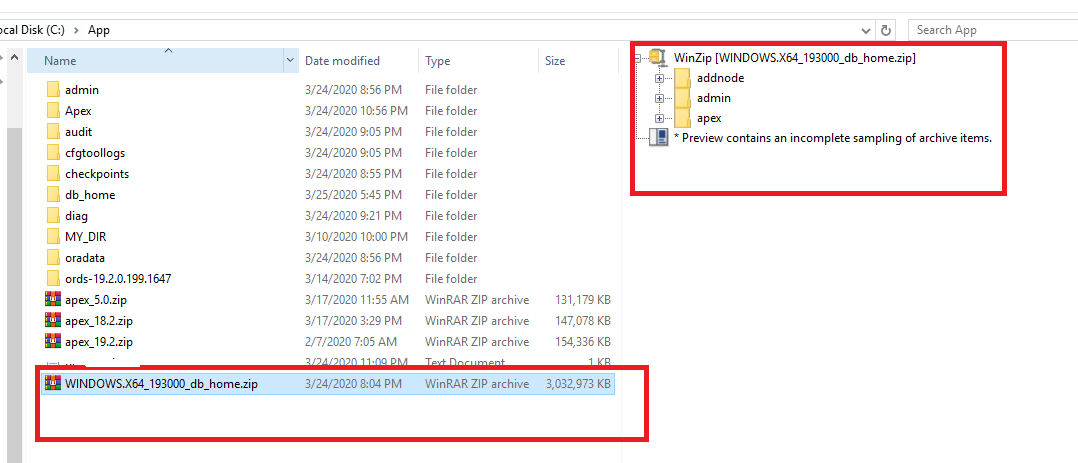 ocal Disk (C:) > App
Search App
Name Date modified Type Size
admin 3/24/2020 8:56 PM File folder
Apex 3/24/2020 10:56 PM File folder
audit 3/24/2020 9:05 PM File folder
cfgtoollogs 3/24/2020 9:05 PM File folder
checkpoints 3/24/2020 8:55 PM File folder
db_home 3/25/2020 5:45 PM File folder
diag 3/24/2020 9:21 PM File folder
MY_DIR 3/10/2020 10:00 PM File folder
oradata 3/24/2020 8:56 PM File folder
ords-19.2.0.199.1647 3/14/2020 7:02 PM File folder
apex_5.0.zip 3/17/2020 11:55 AM WinRAR ZIP archive 131,179 KB
apex_18.2.zip 3/17/2020 3:29 PM WinRAR ZIP archive 147,078 KB
apex_19.2.zip 2/7/2020 7:05 AM WinRAR ZIP archive 154,336 KB
3/24/2020 11:09 PM Text Document 1 KB
WINDOWS.X64_193000_db_home.zip 3/24/2020 8:04 PM WinRAR ZIP archive 3,032,973 KB
WinZip [WINDOWS.X64_193000_db_home.zip]
addnode
admin
apex
* Preview contains an incomplete sampling of archive items.